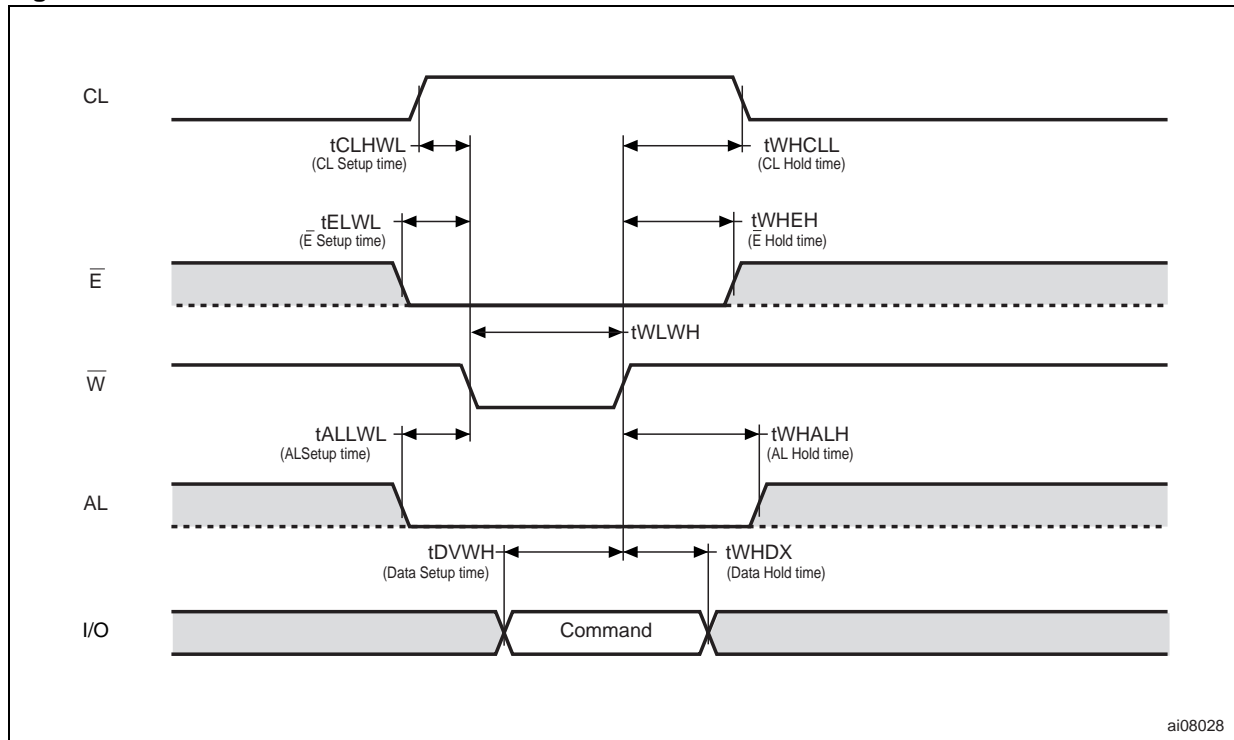 CL
tCLHWL
(CL Setup time)
tWHCLL
(CL Hold time)
tELWL
(E̅ Setup time)
tWHEH
(E̅ Hold time)
E̅
tWLWH
W̅
tALLWL
(ALSetup time)
tWHALH
(AL Hold time)
AL
tDVWH
(Data Setup time)
tWHDX
(Data Hold time)
I/O
Command
ai08028